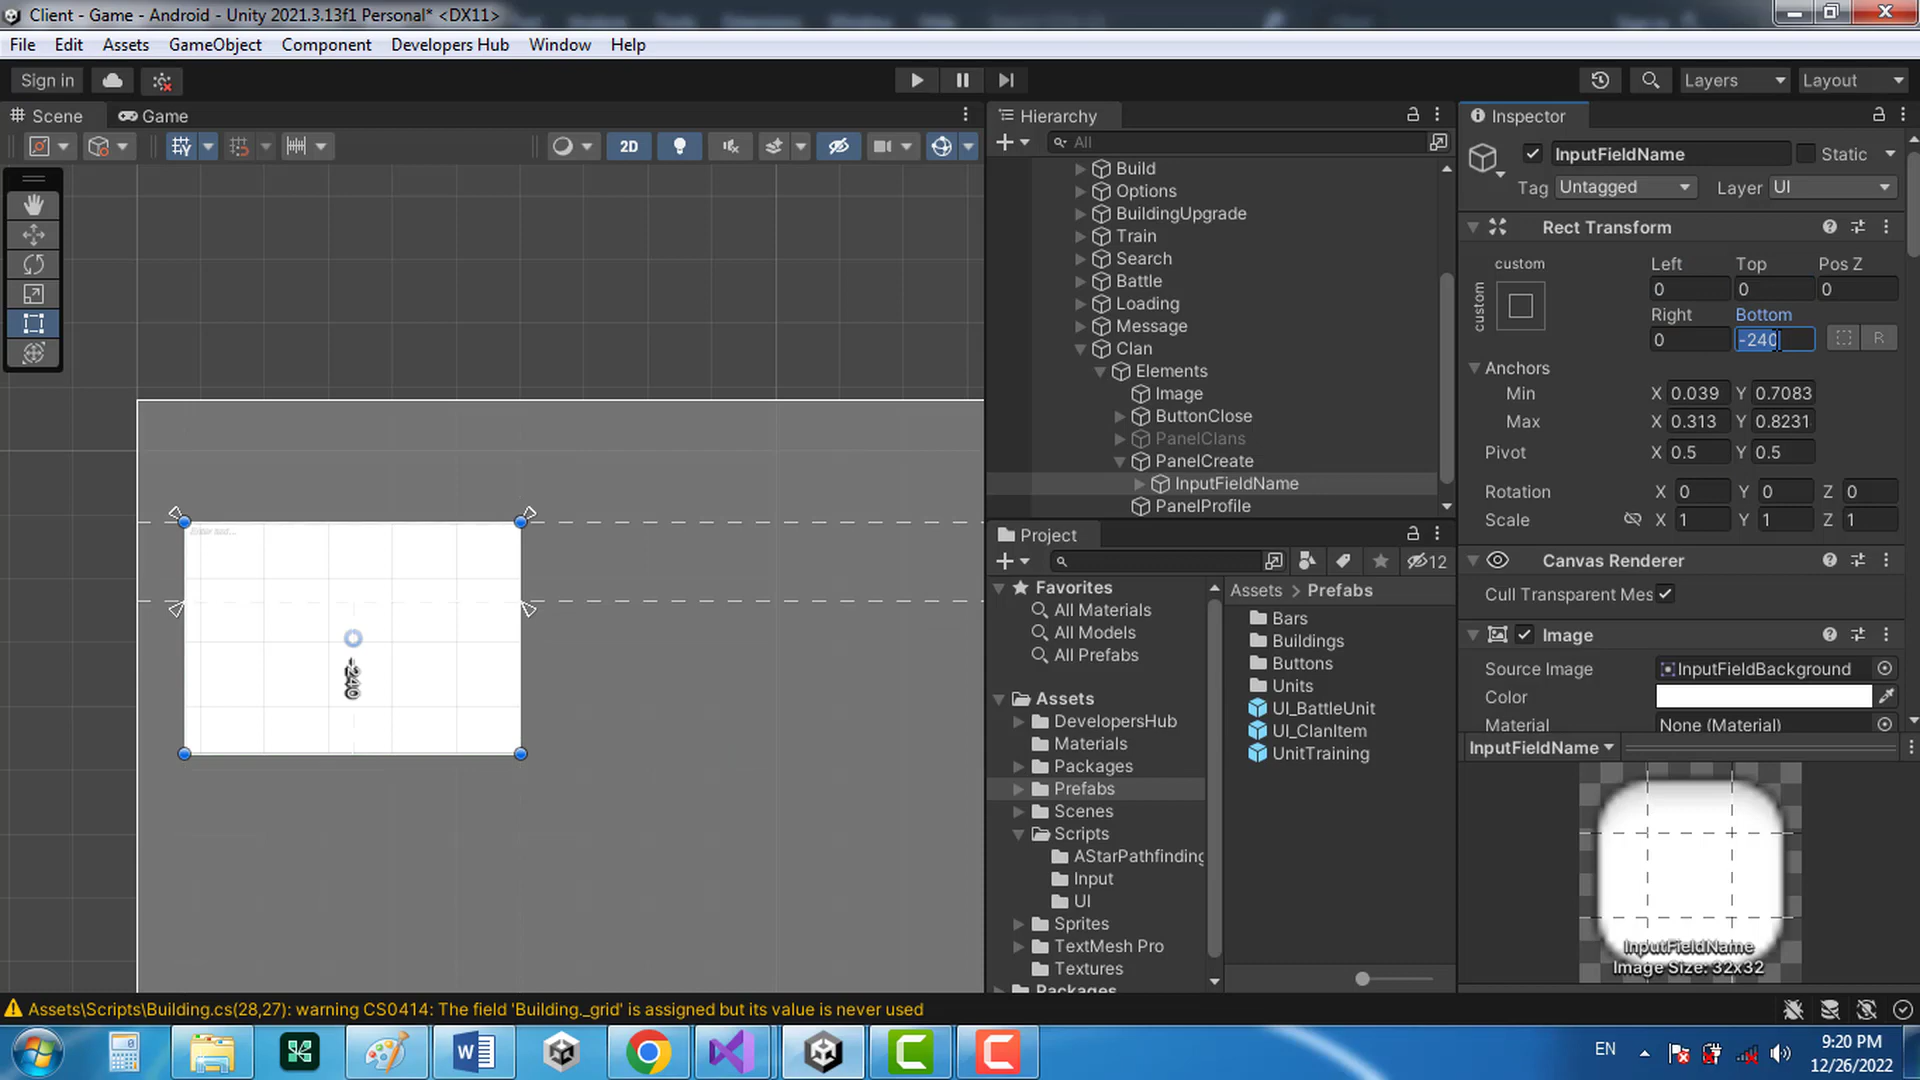 Client - Game - Android - Unity 2021.3.13f1 Personal* <DX11>
File Edit Assets GameObject Component Developers Hub Window Help
Sign in
Layers Layout
Scene Game
2D
-240
Hierarchy
All
Build
Options
BuildingUpgrade
Train
Search
Battle
Loading
Message
Clan
Elements
Image
ButtonClose
PanelClans
PanelCreate
InputFieldName
PanelProfile
Project
12
Favorites
All Materials
All Models
All Prefabs
Assets
DevelopersHub
Materials
Packages
Prefabs
Scenes
Scripts
AStarPathfinding
Input
UI
Sprites
TextMesh Pro
Textures
Packages
Assets > Prefabs
Bars
Buildings
Buttons
Units
UI_BattleUnit
UI_ClanItem
UnitTraining
Inspector
InputFieldName Static
Tag Untagged Layer UI
Rect Transform
custom Left Top Pos Z
custom 0 0 0
Right Bottom
0 -240 R
Anchors
Min X 0.039 Y 0.7083
Max X 0.313 Y 0.8231
Pivot X 0.5 Y 0.5
Rotation X 0 Y 0 Z 0
Scale X 1 Y 1 Z 1
Canvas Renderer
Cull Transparent Mes
Image
Source Image InputFieldBackground
Color
Material None (Material)
InputFieldName
InputFieldName
Image Size: 32x32
Assets\Scripts\Building.cs(28,27): warning CS0414: The field 'Building._grid' is assigned but its value is never used
EN
9:20 PM
12/26/2022